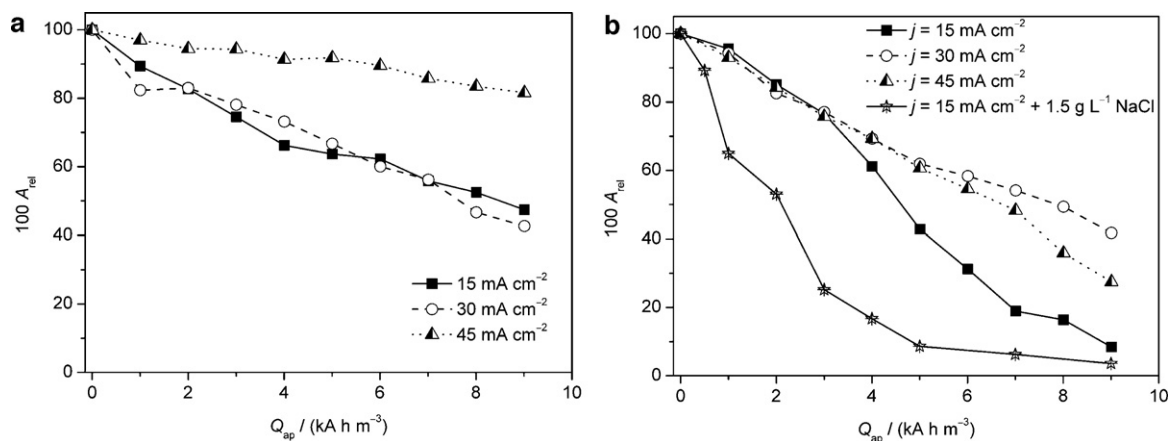 a
100 A_rel
100
80
60
40
20
0
15 mA cm⁻²
30 mA cm⁻²
45 mA cm⁻²
0 2 4 6 8 10
Q_ap / (kA h m⁻³)
b
100 A_rel
100
80
60
40
20
0
j = 15 mA cm⁻²
j = 30 mA cm⁻²
j = 45 mA cm⁻²
j = 15 mA cm⁻² + 1.5 g L⁻¹ NaCl
0 2 4 6 8 10
Q_ap / (kA h m⁻³)